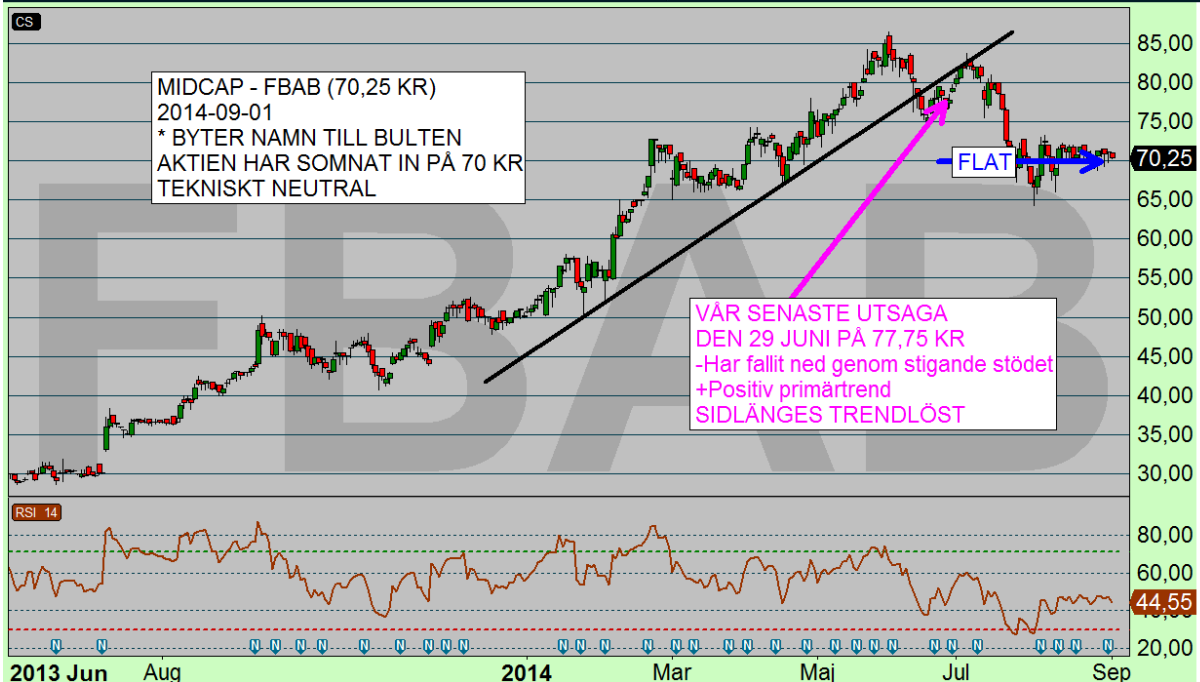 CS
MIDCAP - FBAB (70,25 KR)
2014-09-01
* BYTER NAMN TILL BULTEN
AKTIEN HAR SOMNAT IN PÅ 70 KR
TEKNISKT NEUTRAL
FLAT
VÅR SENASTE UTSAGA
DEN 29 JUNI PÅ 77,75 KR
-Har fallit ned genom stigande stödet
+Positiv primärtrend
SIDLÄNGES TRENDLÖST
FBAB
85,00
80,00
75,00
70,25
65,00
60,00
55,00
50,00
45,00
40,00
35,00
30,00
RSI 14
80,00
60,00
44,55
20,00
N N N N N N N N N N N N N N N N N N N N N N N N N N N N N N N N
2013 Jun Aug 2014 Mar Maj Jul Sep